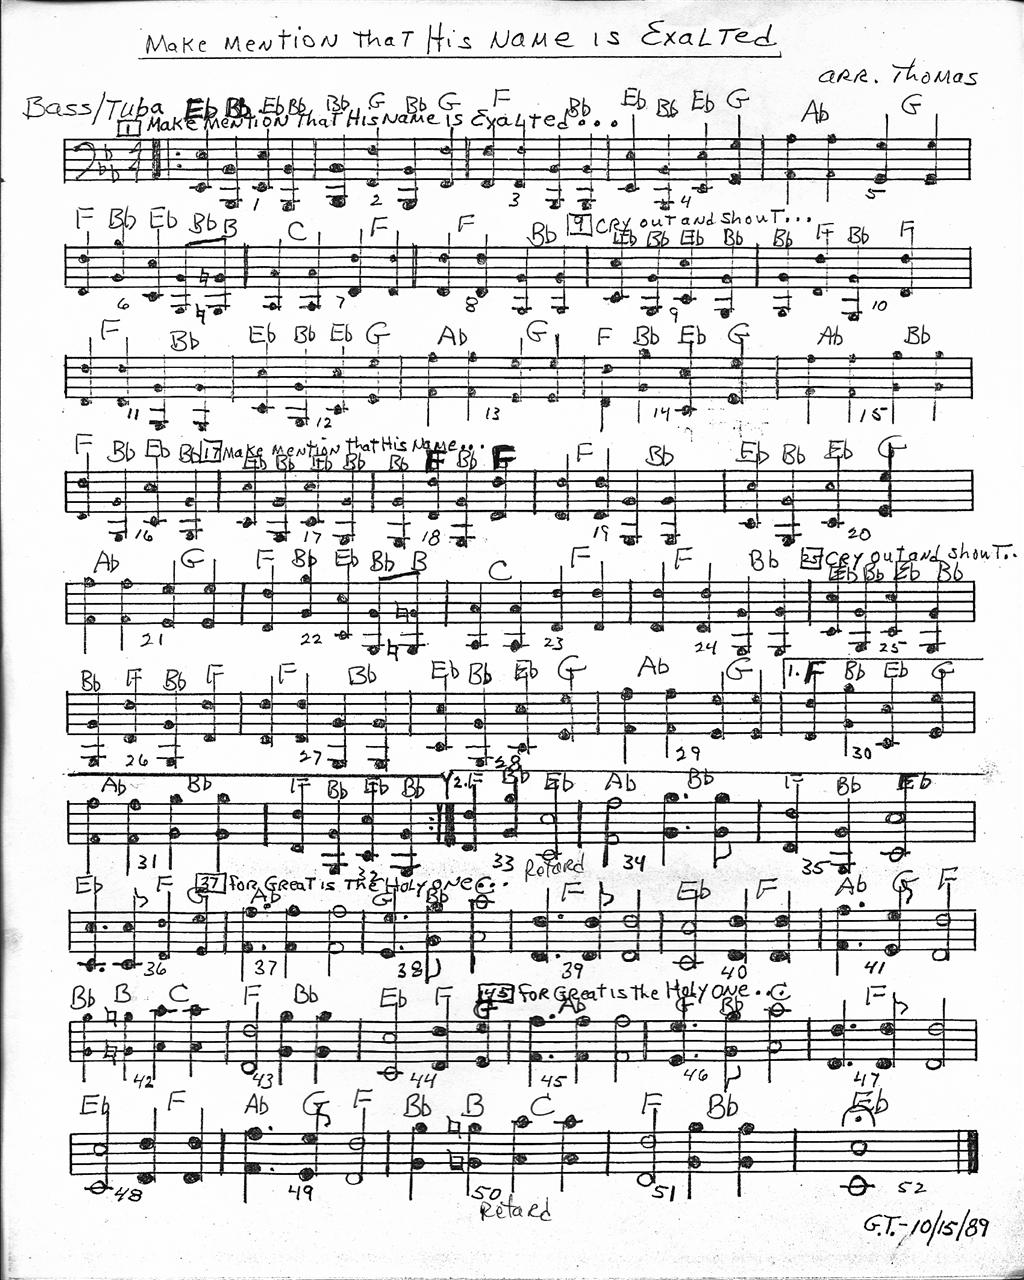 Make Mention That His Name is Exalted
arr. Thomas
Bass/Tuba Eb Bb Eb Bb Bb G Bb G F Bb Eb Bb Eb G Ab G
1 Make Mention That His Name is Exalted...
1 2 3 4 5
F Bb Eb Bb B C F F Bb 9 Cry out and shout...
Eb Bb Eb Bb Bb F Bb F
6 7 8 9 10
F Bb Eb Bb Eb G Ab G F Bb Eb G Ab Bb
11 12 13 14 15
F Bb Eb Bb 17 Make mention that His Name...
Eb Bb Eb Bb Bb F Bb F F Bb Eb Bb Eb G
16 17 18 19 20
Ab G F Bb Eb Bb B C F F Bb 25 Cry out and shout...
Eb Bb Eb Bb
21 22 23 24 25
Bb F Bb F F Bb Eb Bb Eb G Ab G 1. F Bb Eb G
26 27 28 29 30
Ab Bb F Bb Eb Bb 2. F Bb Eb Ab Bb F Bb Eb
31 32 33 Retard 34 35
Eb F G 37 For Great is The Holy One...
Ab G Bb C F Eb F Ab G F
36 37 38 39 40 41
Bb B C F Bb Eb F G 45 For Great is the Holy One...
Ab G Bb C F
42 43 44 45 46 47
Eb F Ab G F Bb B C F Bb Eb
48 49 50 51 52
Retard
G.T.-10/15/89